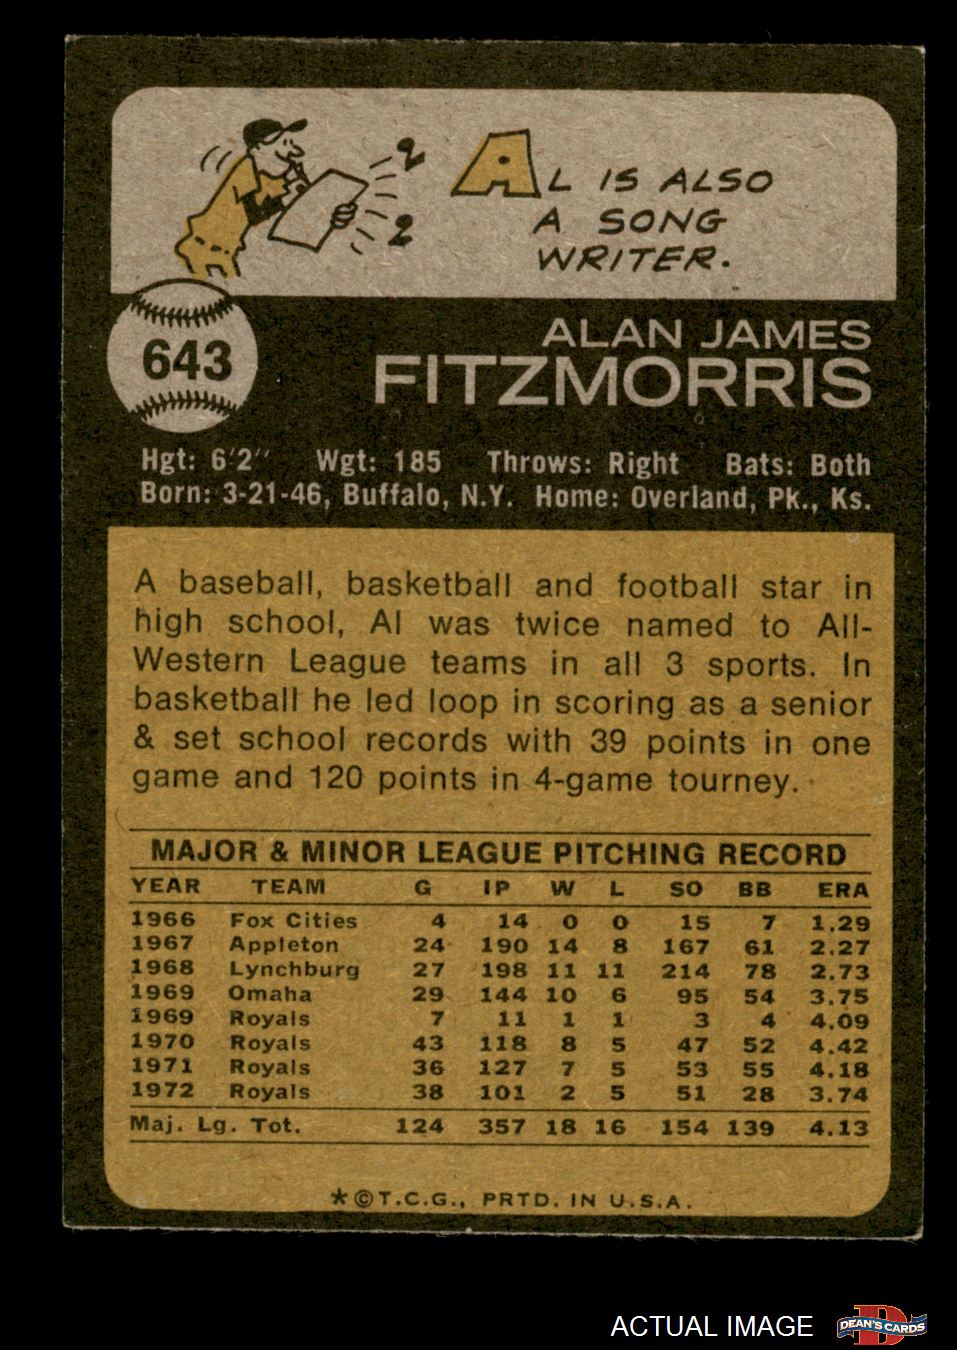 2
2
AL IS ALSO
A SONG
WRITER.
643
ALAN JAMES
FITZMORRIS
Hgt: 6'2" Wgt: 185 Throws: Right Bats: Both
Born: 3-21-46, Buffalo, N.Y. Home: Overland, Pk., Ks.
A baseball, basketball and football star in
high school, Al was twice named to All-
Western League teams in all 3 sports. In
basketball he led loop in scoring as a senior
& set school records with 39 points in one
game and 120 points in 4-game tourney.
MAJOR & MINOR LEAGUE PITCHING RECORD
YEAR TEAM G IP W L SO BB ERA
1966 Fox Cities 4 14 0 0 15 7 1.29
1967 Appleton 24 190 14 8 167 61 2.27
1968 Lynchburg 27 198 11 11 214 78 2.73
1969 Omaha 29 144 10 6 95 54 3.75
1969 Royals 7 11 1 1 3 4 4.09
1970 Royals 43 118 8 5 47 52 4.42
1971 Royals 36 127 7 5 53 55 4.18
1972 Royals 38 101 2 5 51 28 3.74
Maj. Lg. Tot. 124 357 18 16 154 139 4.13
*©T.C.G., PRTD. IN U.S.A.
ACTUAL IMAGE
D
DEAN'S CARDS